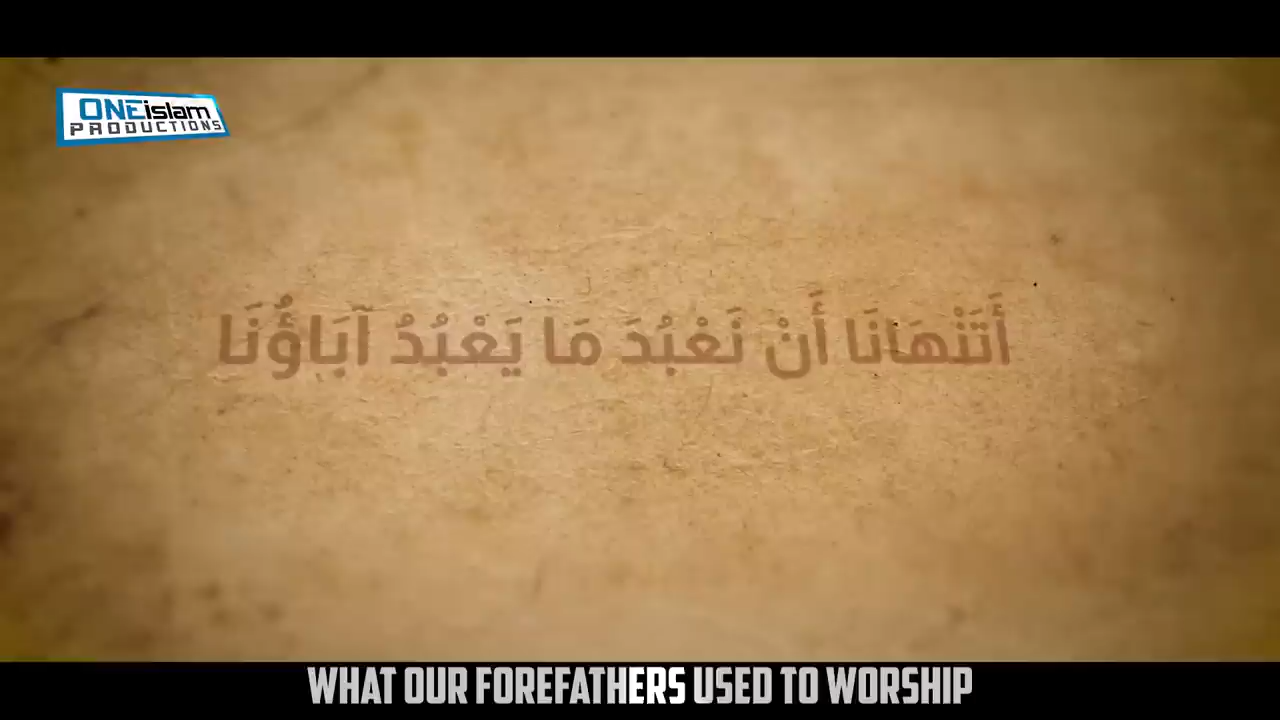 ONEislam
PRODUCTIONS
أَتَنْهَانَا أَنْ نَعْبُدَ مَا يَعْبُدُ آبَاؤُنَا
WHAT OUR FOREFATHERS USED TO WORSHIP